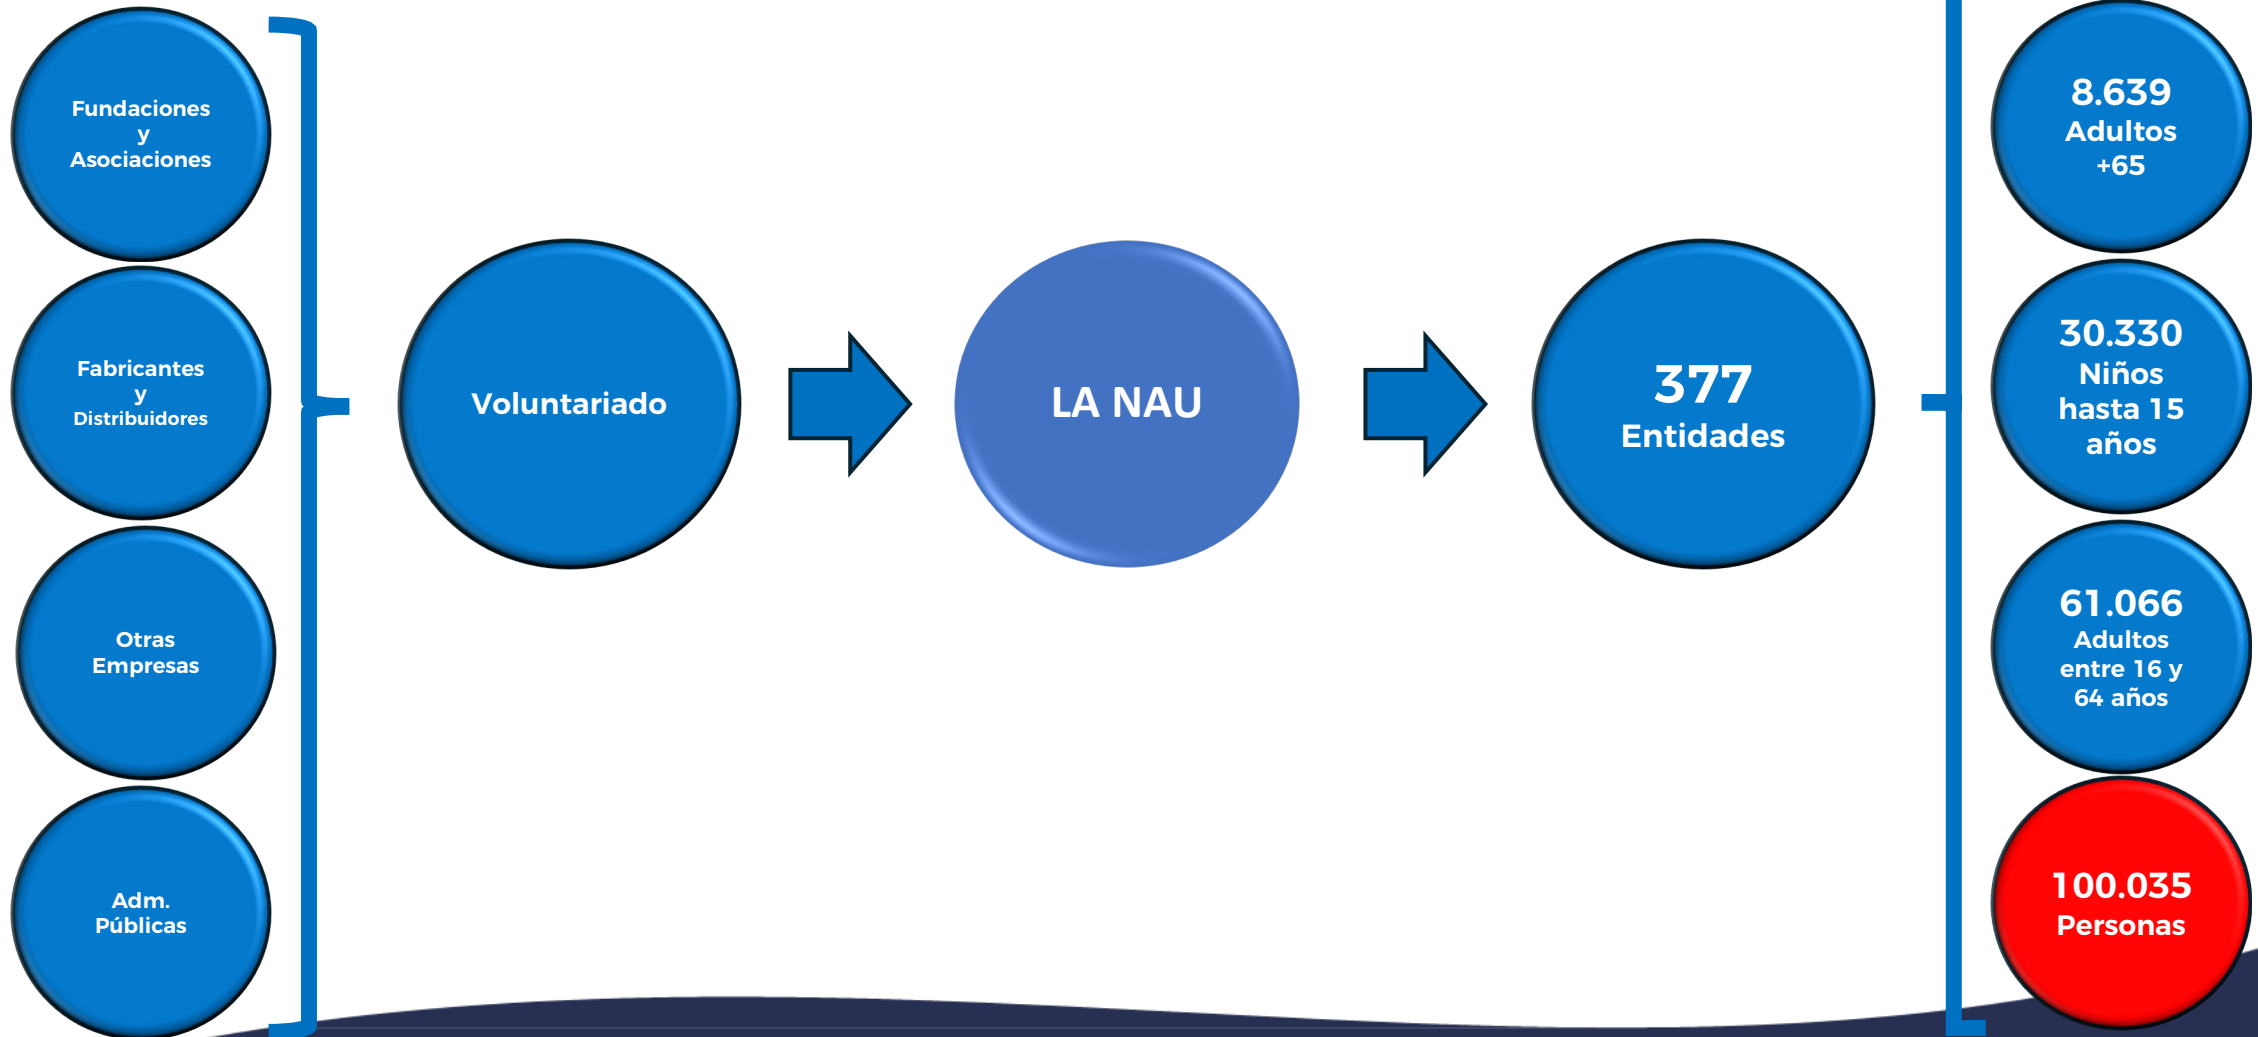 Fundaciones
y
Asociaciones
Fabricantes
y
Distribuidores
Otras
Empresas
Adm.
Públicas
Voluntariado
LA NAU
377
Entidades
8.639
Adultos
+65
30.330
Niños
hasta 15
años
61.066
Adultos
entre 16 y
64 años
100.035
Personas